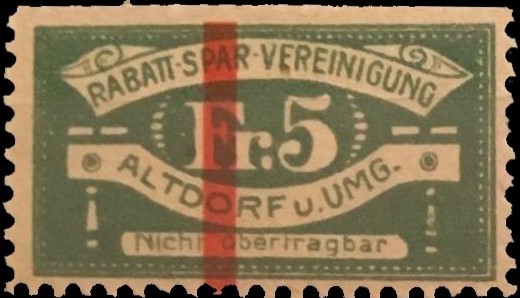 RABATT-SPAR-VEREINIGUNG
Fr. 5
ALTDORF U. UMG.
Nicht übertragbar